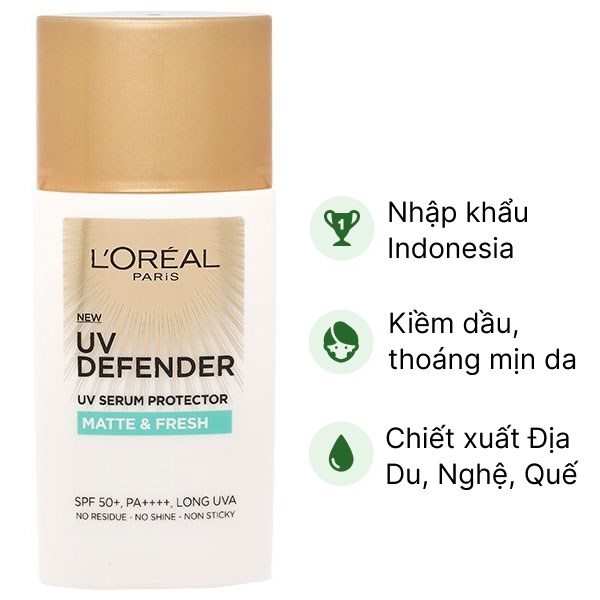 L'ORÉAL
PARIS
NEW
UV
DEFENDER
UV SERUM PROTECTOR
MATTE & FRESH
SPF 50+, PA++++, LONG UVA
NO RESIDUE - NO SHINE - NON STICKY
1
Nhập khẩu
Indonesia
Kiềm dầu,
thoáng mịn da
Chiết xuất Địa
Du, Nghệ, Quế